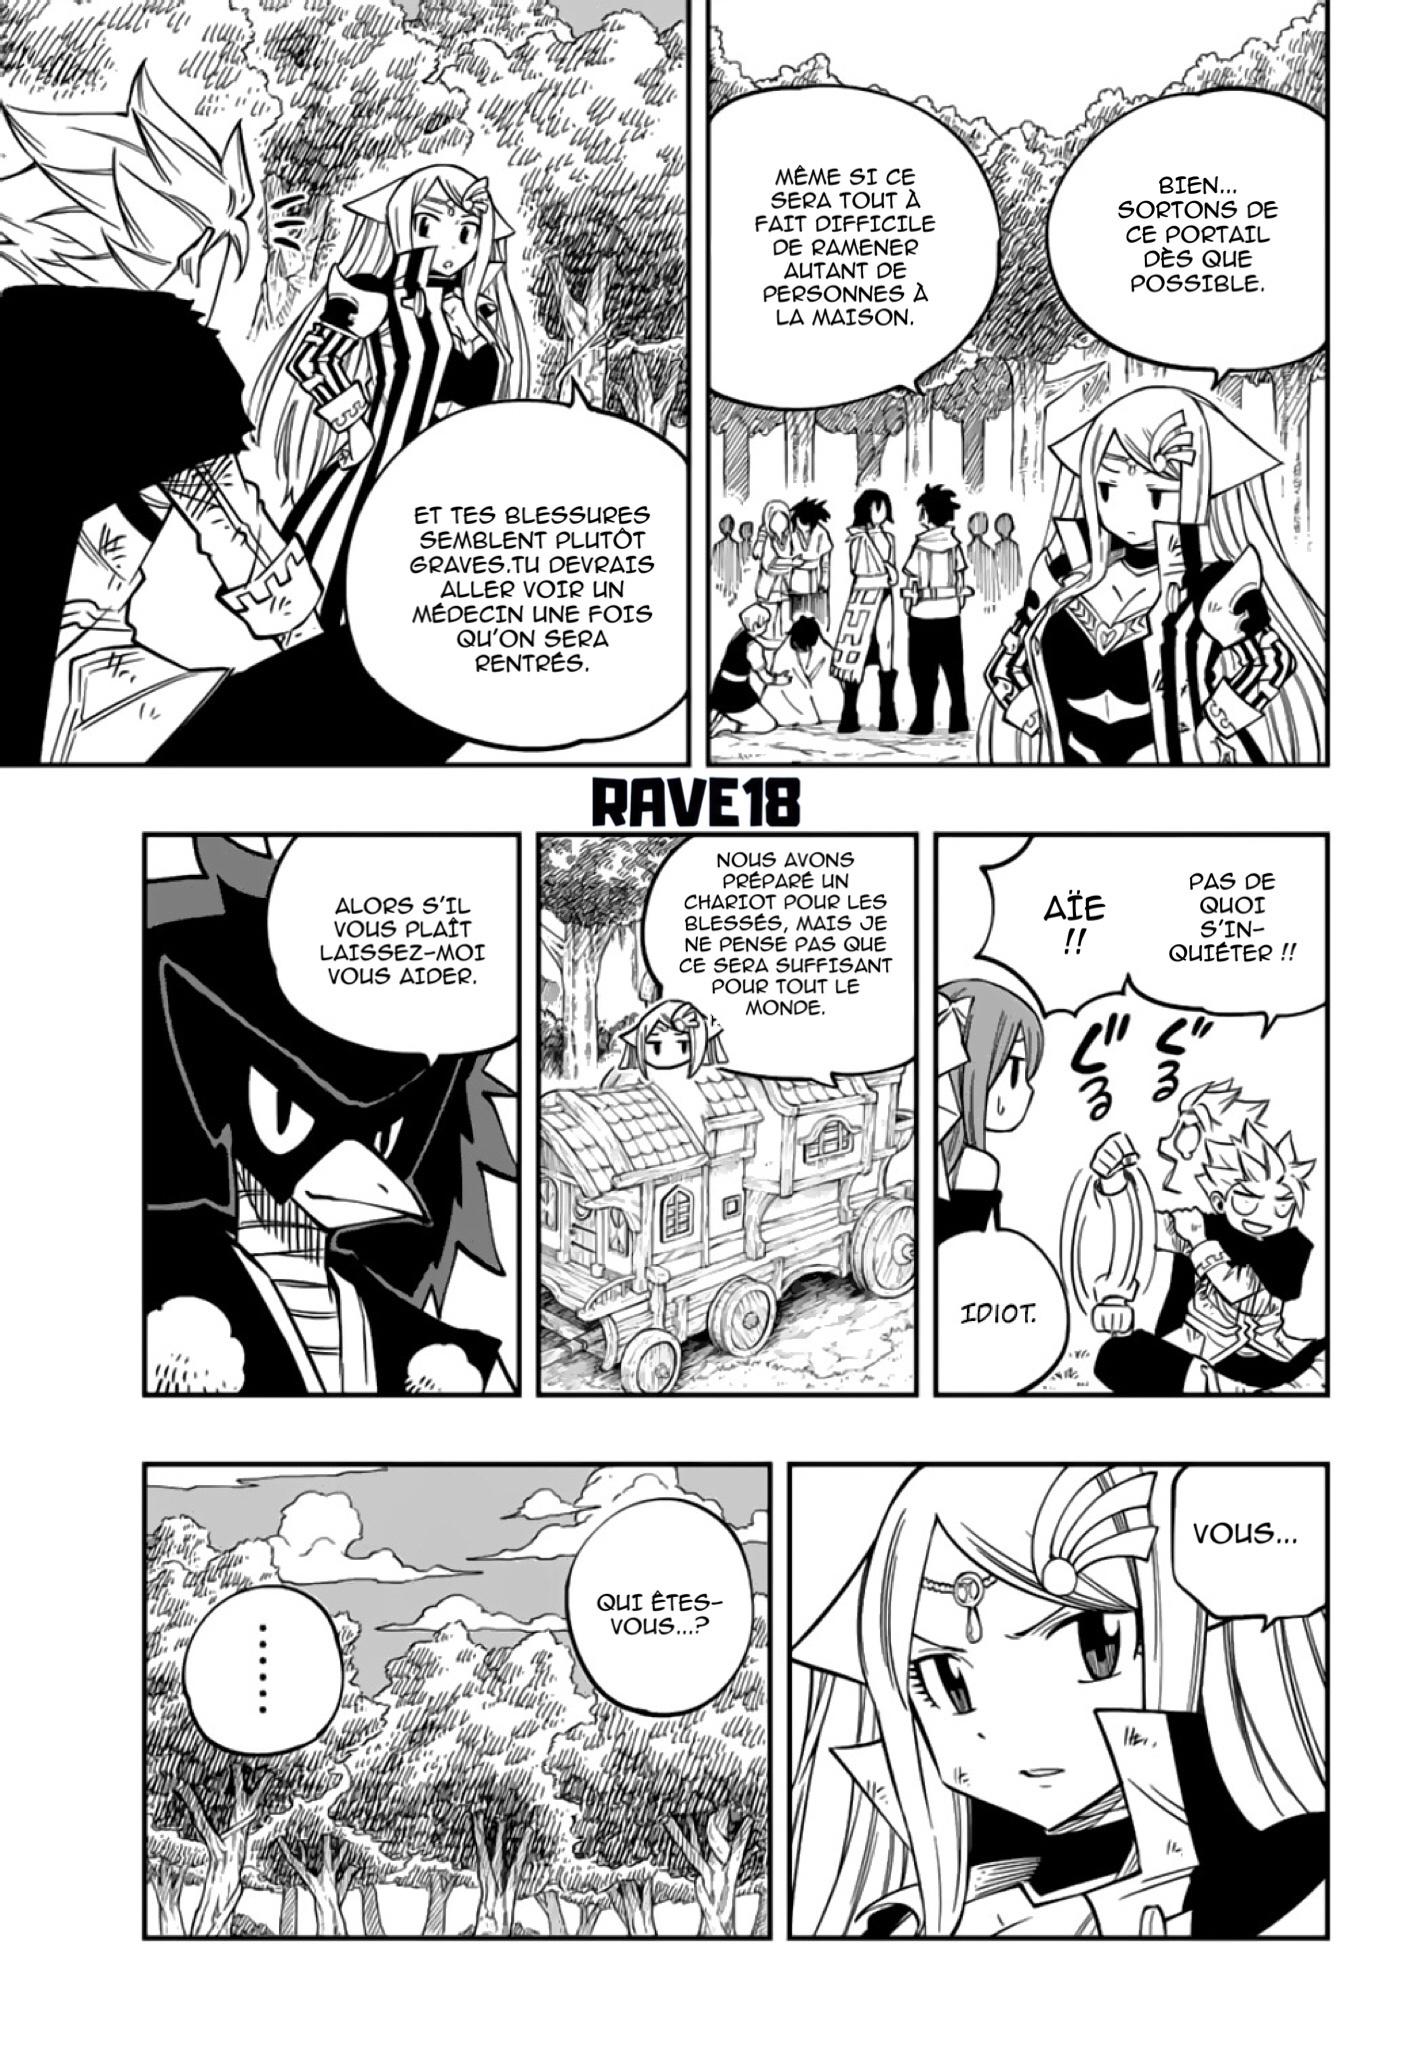 BIEN...
SORTONS DE
CE PORTAIL
DÈS QUE
POSSIBLE.
MÊME SI CE
SERA TOUT À
FAIT DIFFICILE
DE RAMENER
AUTANT DE
PERSONNES À
LA MAISON.
ET TES BLESSURES
SEMBLENT PLUTÔT
GRAVES.TU DEVRAIS
ALLER VOIR UN
MÉDECIN UNE FOIS
QU'ON SERA
RENTRÉS.
RAVE18
PAS DE
QUOI
S'IN-
QUIÉTER !!
AÏE
!!
ぐるぐる
IDIOT.
NOUS AVONS
PRÉPARÉ UN
CHARIOT POUR LES
BLESSÉS, MAIS JE
NE PENSE PAS QUE
CE SERA SUFFISANT
POUR TOUT LE
MONDE.
ALORS S'IL
VOUS PLAÎT
LAISSEZ-MOI
VOUS AIDER.
VOUS...
QUI ÊTES-
VOUS...?
......